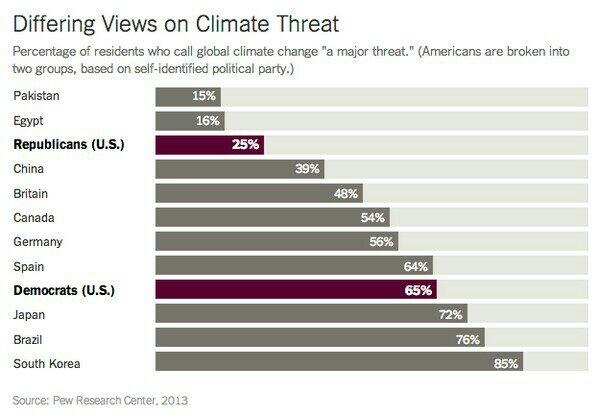 Differing Views on Climate Threat
Percentage of residents who call global climate change "a major threat." (Americans are broken into
two groups, based on self-identified political party.)
Pakistan 15%
Egypt 16%
Republicans (U.S.) 25%
China 39%
Britain 48%
Canada 54%
Germany 56%
Spain 64%
Democrats (U.S.) 65%
Japan 72%
Brazil 76%
South Korea 85%
Source: Pew Research Center, 2013